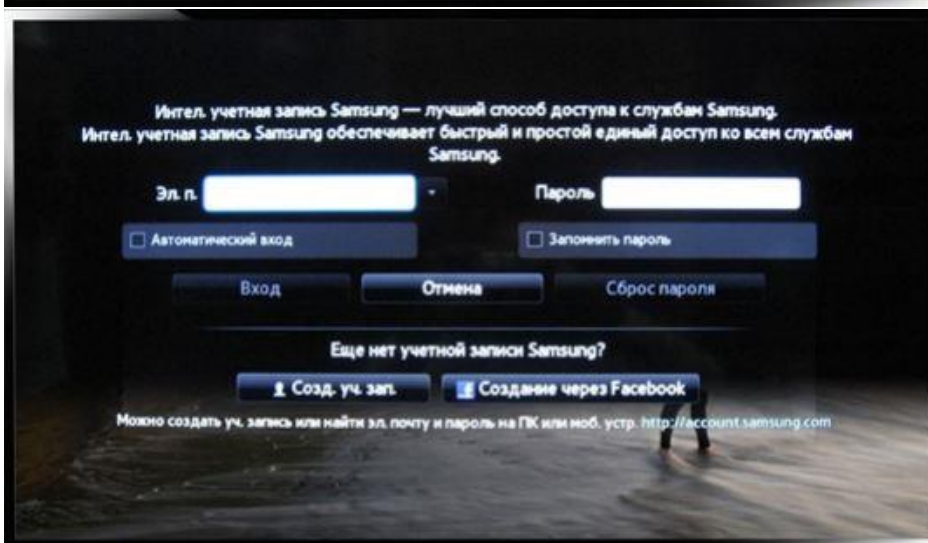 Интел. учетная запись Samsung — лучший способ доступа к службам Samsung.
Интел. учетная запись Samsung обеспечивает быстрый и простой единый доступ ко всем службам
Samsung.
Эл. п. Пароль
Автоматический вход Запомнить пароль
Вход Отмена Сброс пароля
Еще нет учетной записи Samsung?
Созд. уч. зап. Создание через Facebook
Можно создать уч. запись или найти эл. почту и пароль на ПК или моб. устр. http://account.samsung.com